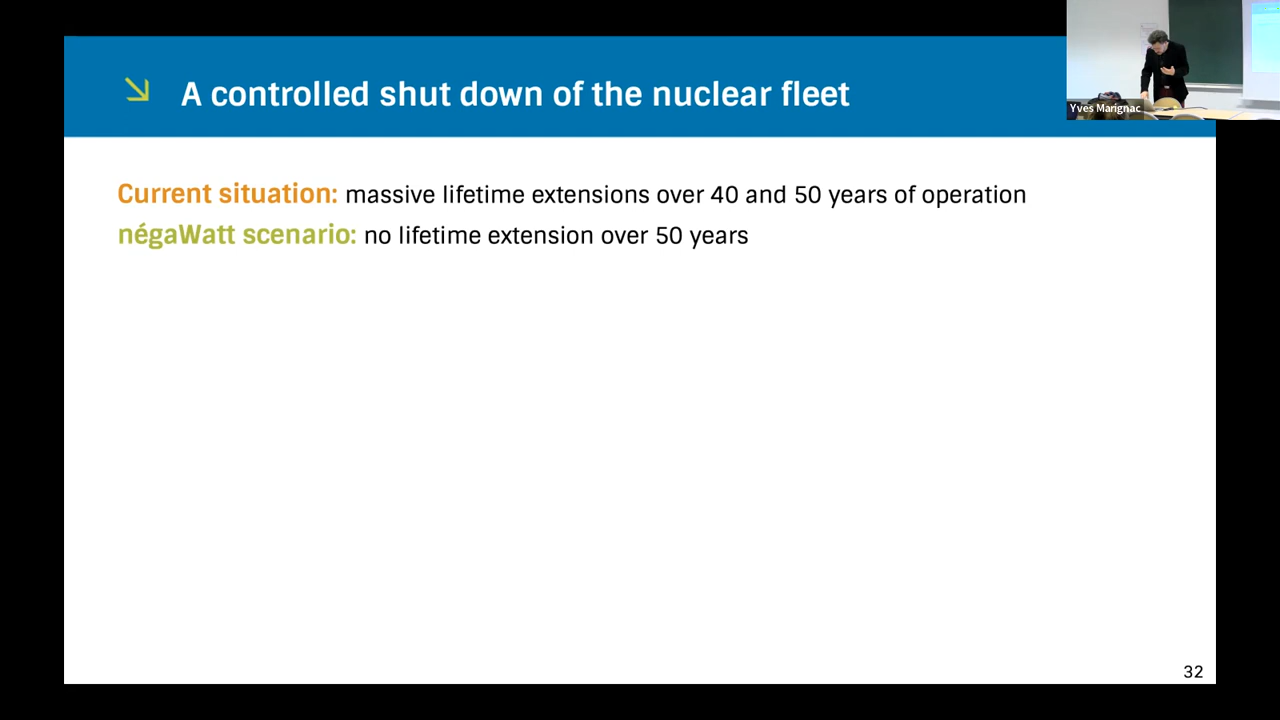 A controlled shut down of the nuclear fleet
Yves Marignac
Current situation: massive lifetime extensions over 40 and 50 years of operation
négaWatt scenario: no lifetime extension over 50 years
32